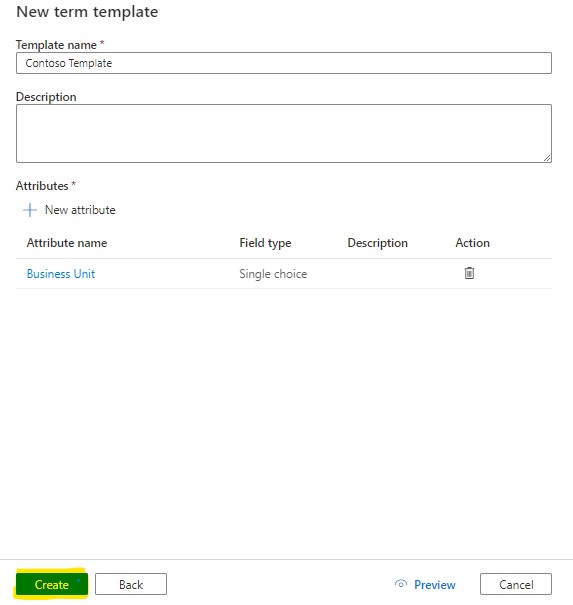 New term template
Template name *
Contoso Template
Description
Attributes *
New attribute
Attribute name Field type Description Action
Business Unit Single choice
Create Back Preview Cancel